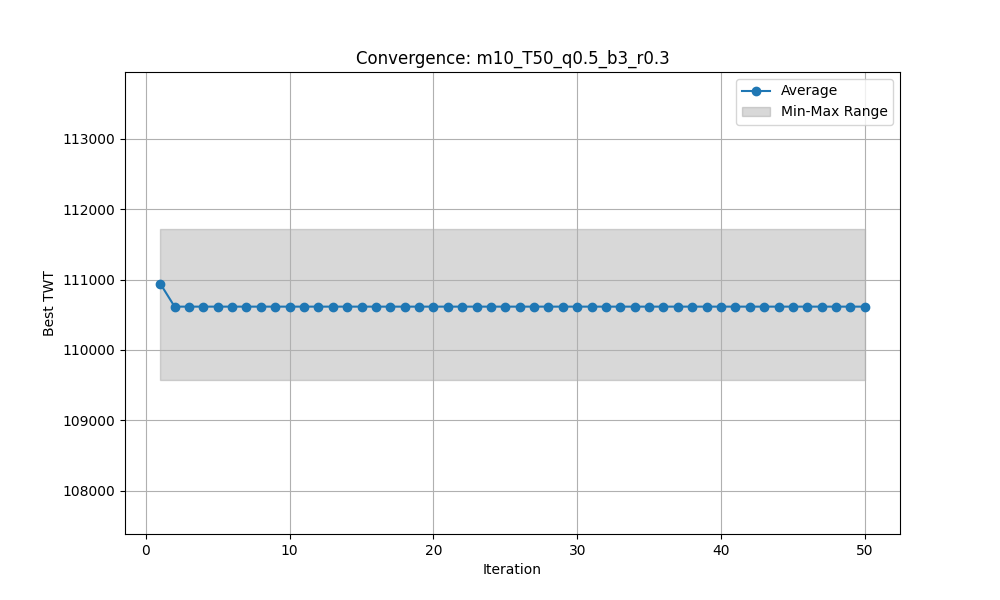 Convergence: m10_T50_q0.5_b3_r0.3
Average
Min-Max Range
113000
112000
111000
110000
109000
108000
Best TWT
0 10 20 30 40 50
Iteration